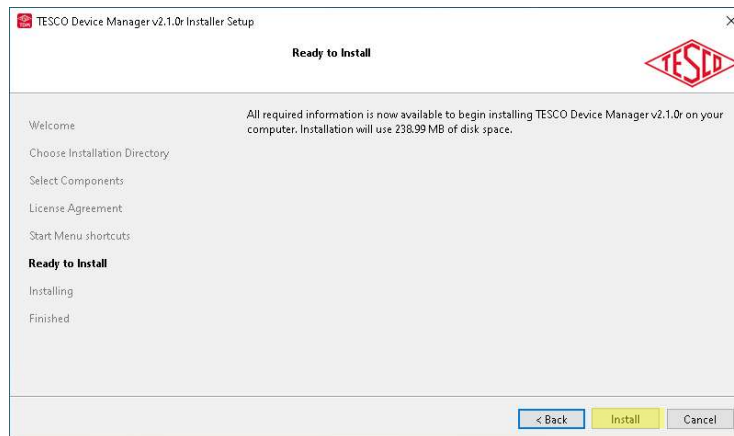 TESCO Device Manager v2.1.0r Installer Setup
Ready to Install
TESCO
All required information is now available to begin installing TESCO Device Manager v2.1.0r on your
computer. Installation will use 238.99 MB of disk space.
Welcome
Choose Installation Directory
Select Components
License Agreement
Start Menu shortcuts
Ready to Install
Installing
Finished
< Back Install Cancel